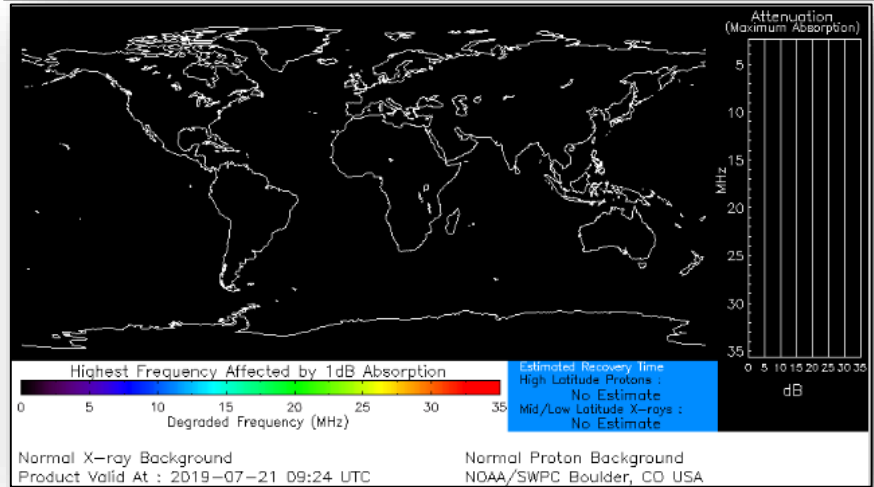 Attenuation
(Maximum Absorption)
5
10
15
20
25
30
35
MHz
0 5 10 15 20 25 30 35
dB
Highest Frequency Affected by 1dB Absorption
0 5 10 15 20 25 30 35
Degraded Frequency (MHz)
Estimated Recovery Time
High Latitude Protons :
No Estimate
Mid/Low Latitude X-rays :
No Estimate
Normal X-ray Background
Normal Proton Background
Product Valid At : 2019-07-21 09:24 UTC
NOAA/SWPC Boulder, CO USA